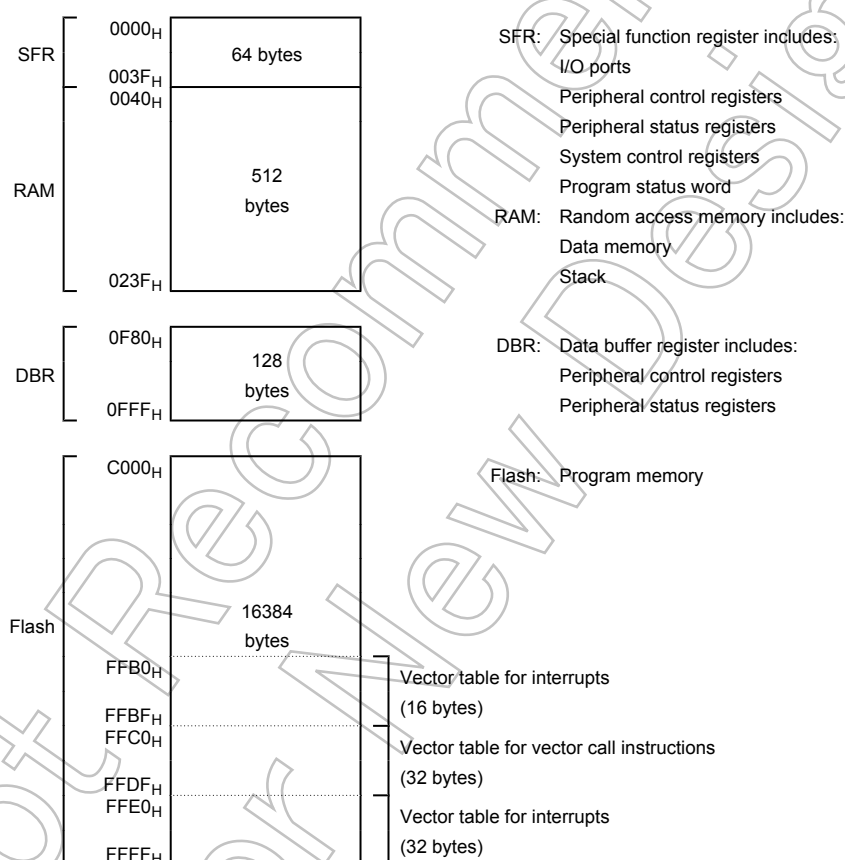 SFR
0000H
003FH
64 bytes
RAM
0040H
023FH
512
bytes
DBR
0F80H
0FFFH
128
bytes
Flash
C000H
16384
bytes
FFB0H
FFBFH
FFC0H
FFDFH
FFE0H
FFFFH
Vector table for interrupts
(16 bytes)
Vector table for vector call instructions
(32 bytes)
Vector table for interrupts
(32 bytes)
SFR: Special function register includes:
I/O ports
Peripheral control registers
Peripheral status registers
System control registers
Program status word
RAM: Random access memory includes:
Data memory
Stack
DBR: Data buffer register includes:
Peripheral control registers
Peripheral status registers
Flash: Program memory